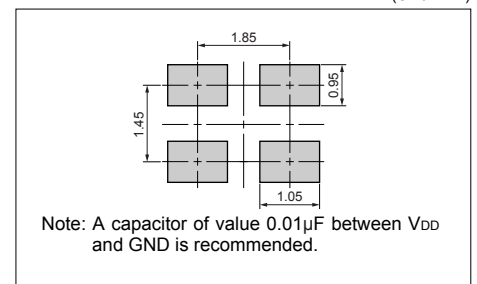 1.85
0.95
1.45
1.05
Note: A capacitor of value 0.01μF between VDD
and GND is recommended.